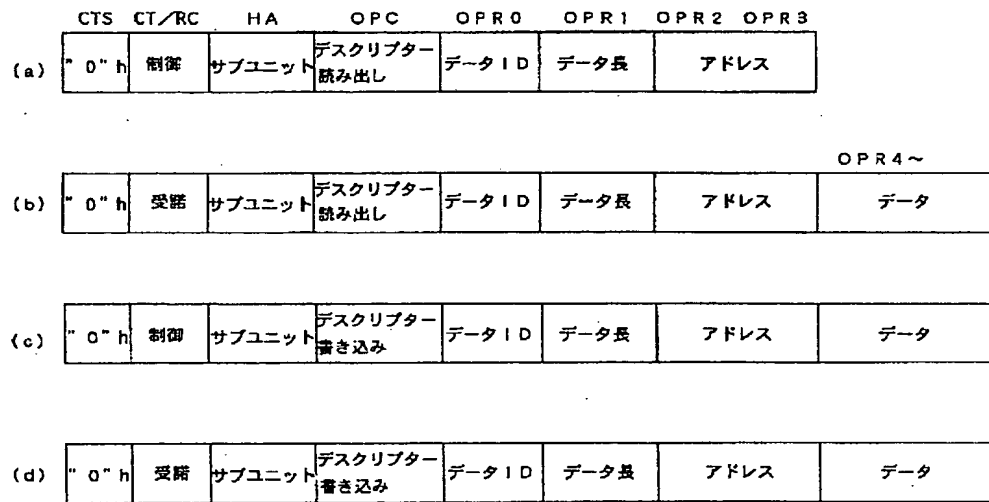 CTS CT/RC HA OPC OPR0 OPR1 OPR2 OPR3
(a) "0"h 制御 サブユニット デスクリプター 読み出し データID データ長 アドレス
OPR4〜
(b) "0"h 受諾 サブユニット デスクリプター 読み出し データID データ長 アドレス データ
(c) "0"h 制御 サブユニット デスクリプター 書き込み データID データ長 アドレス データ
(d) "0"h 受諾 サブユニット デスクリプター 書き込み データID データ長 アドレス データ